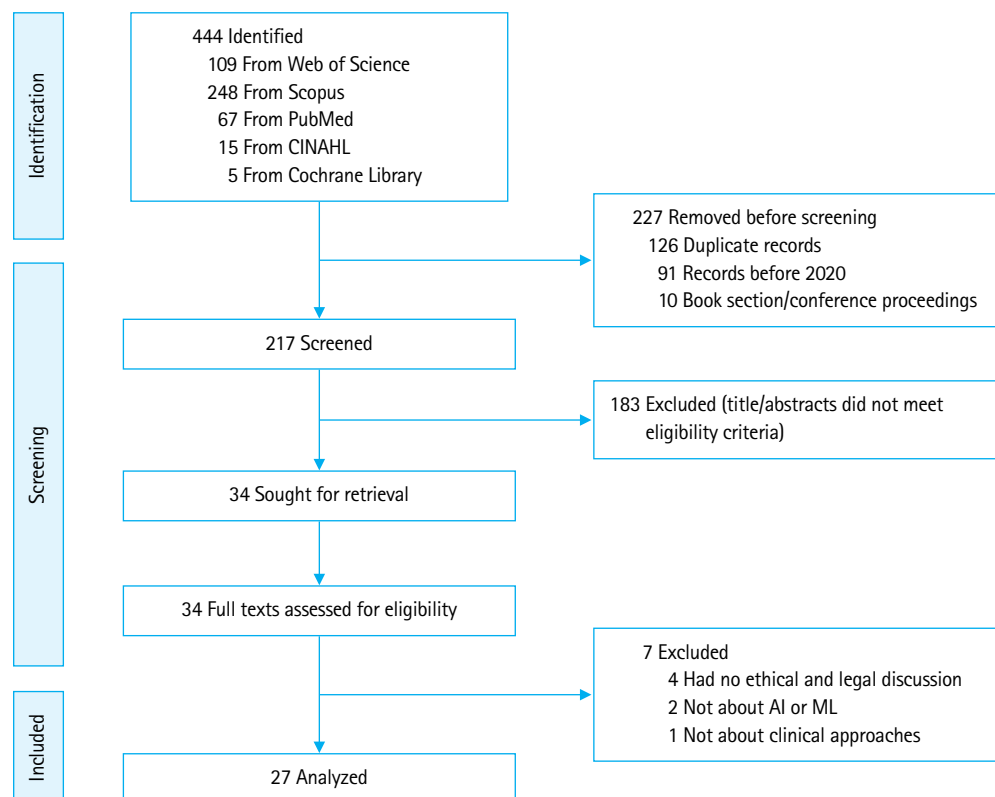 Identification
444 Identified
109 From Web of Science
248 From Scopus
67 From PubMed
15 From CINAHL
5 From Cochrane Library
227 Removed before screening
126 Duplicate records
91 Records before 2020
10 Book section/conference proceedings
Screening
217 Screened
183 Excluded (title/abstracts did not meet
eligibility criteria)
34 Sought for retrieval
34 Full texts assessed for eligibility
7 Excluded
4 Had no ethical and legal discussion
2 Not about AI or ML
1 Not about clinical approaches
Included
27 Analyzed